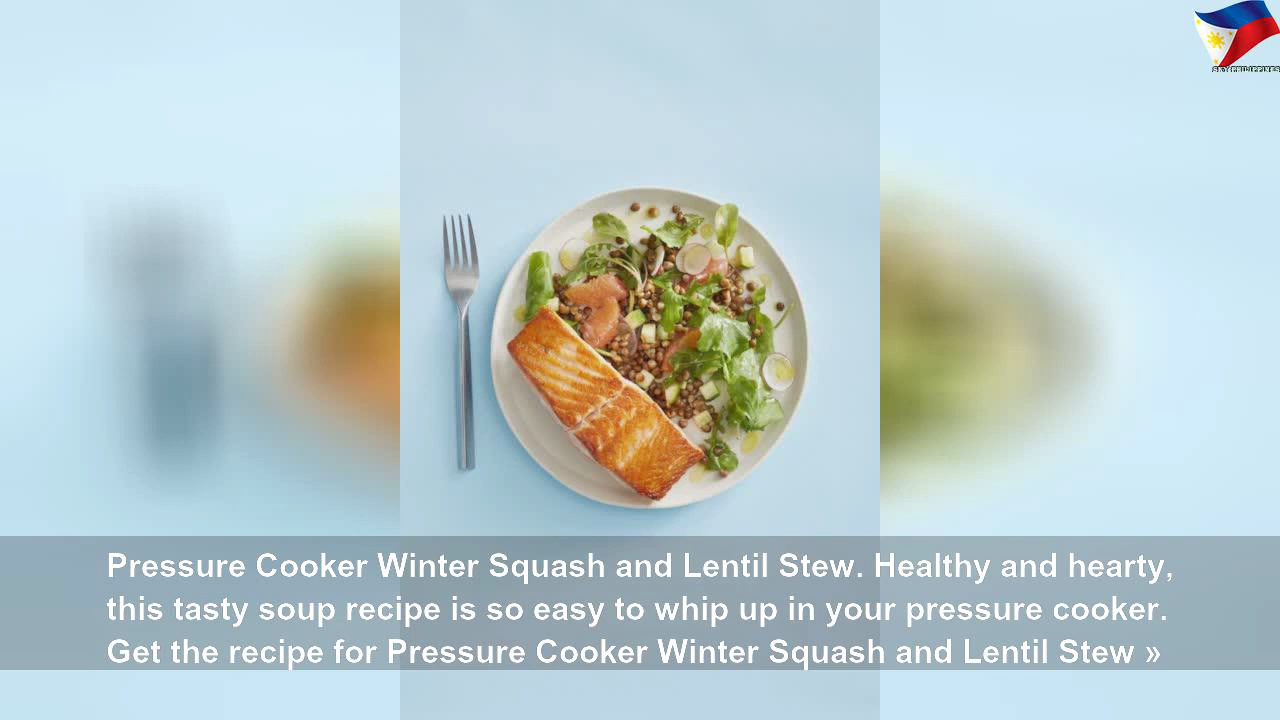 SKYPHILIPPINES
Pressure Cooker Winter Squash and Lentil Stew. Healthy and hearty,
this tasty soup recipe is so easy to whip up in your pressure cooker.
Get the recipe for Pressure Cooker Winter Squash and Lentil Stew »